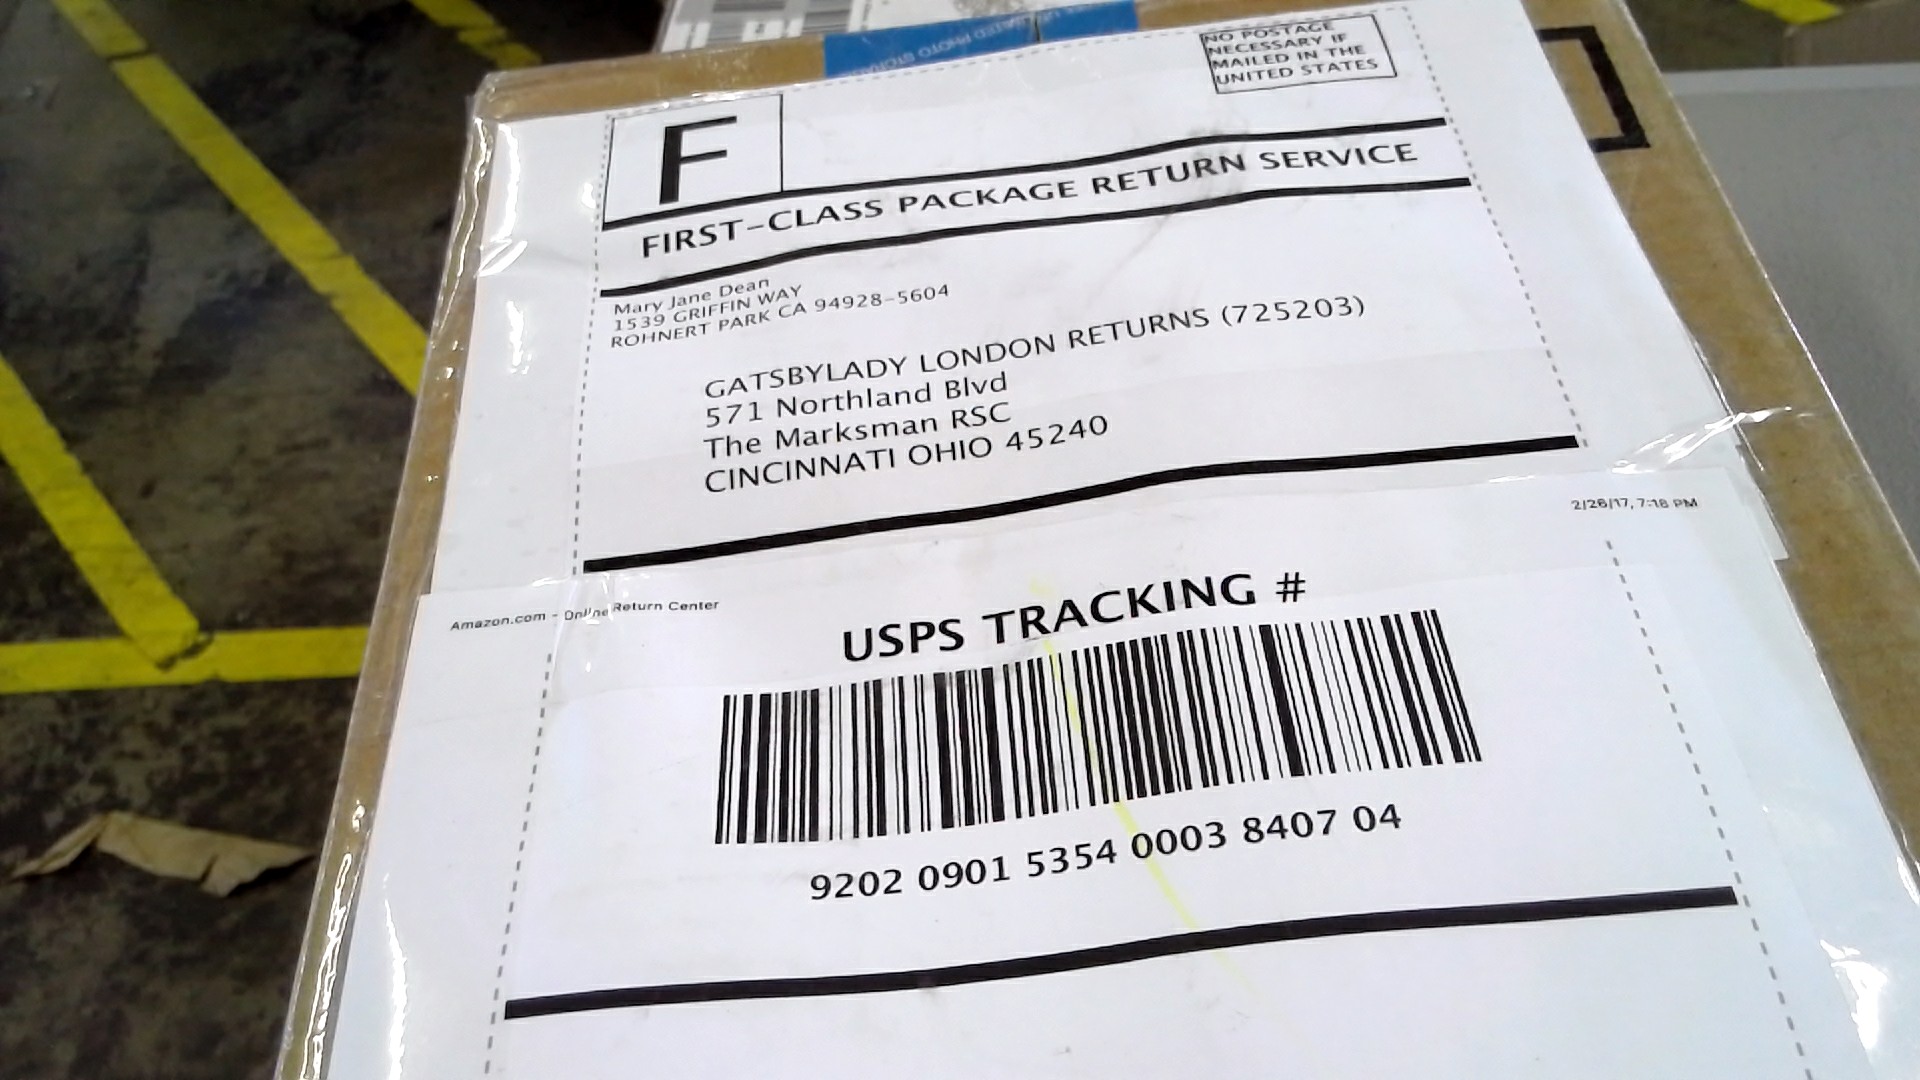 NO POSTAGE
NECESSARY IF
MAILED IN THE
UNITED STATES
F
FIRST-CLASS PACKAGE RETURN SERVICE
Mary Jane Dean
1539 GRIFFIN WAY
ROHNERT PARK CA 94928-5604
GATSBYLADY LONDON RETURNS (725203)
571 Northland Blvd
The Marksman RSC
CINCINNATI OHIO 45240
2/26/17, 7:18 PM
Amazon.com - Online Return Center
USPS TRACKING #
9202 0901 5354 0003 8407 04